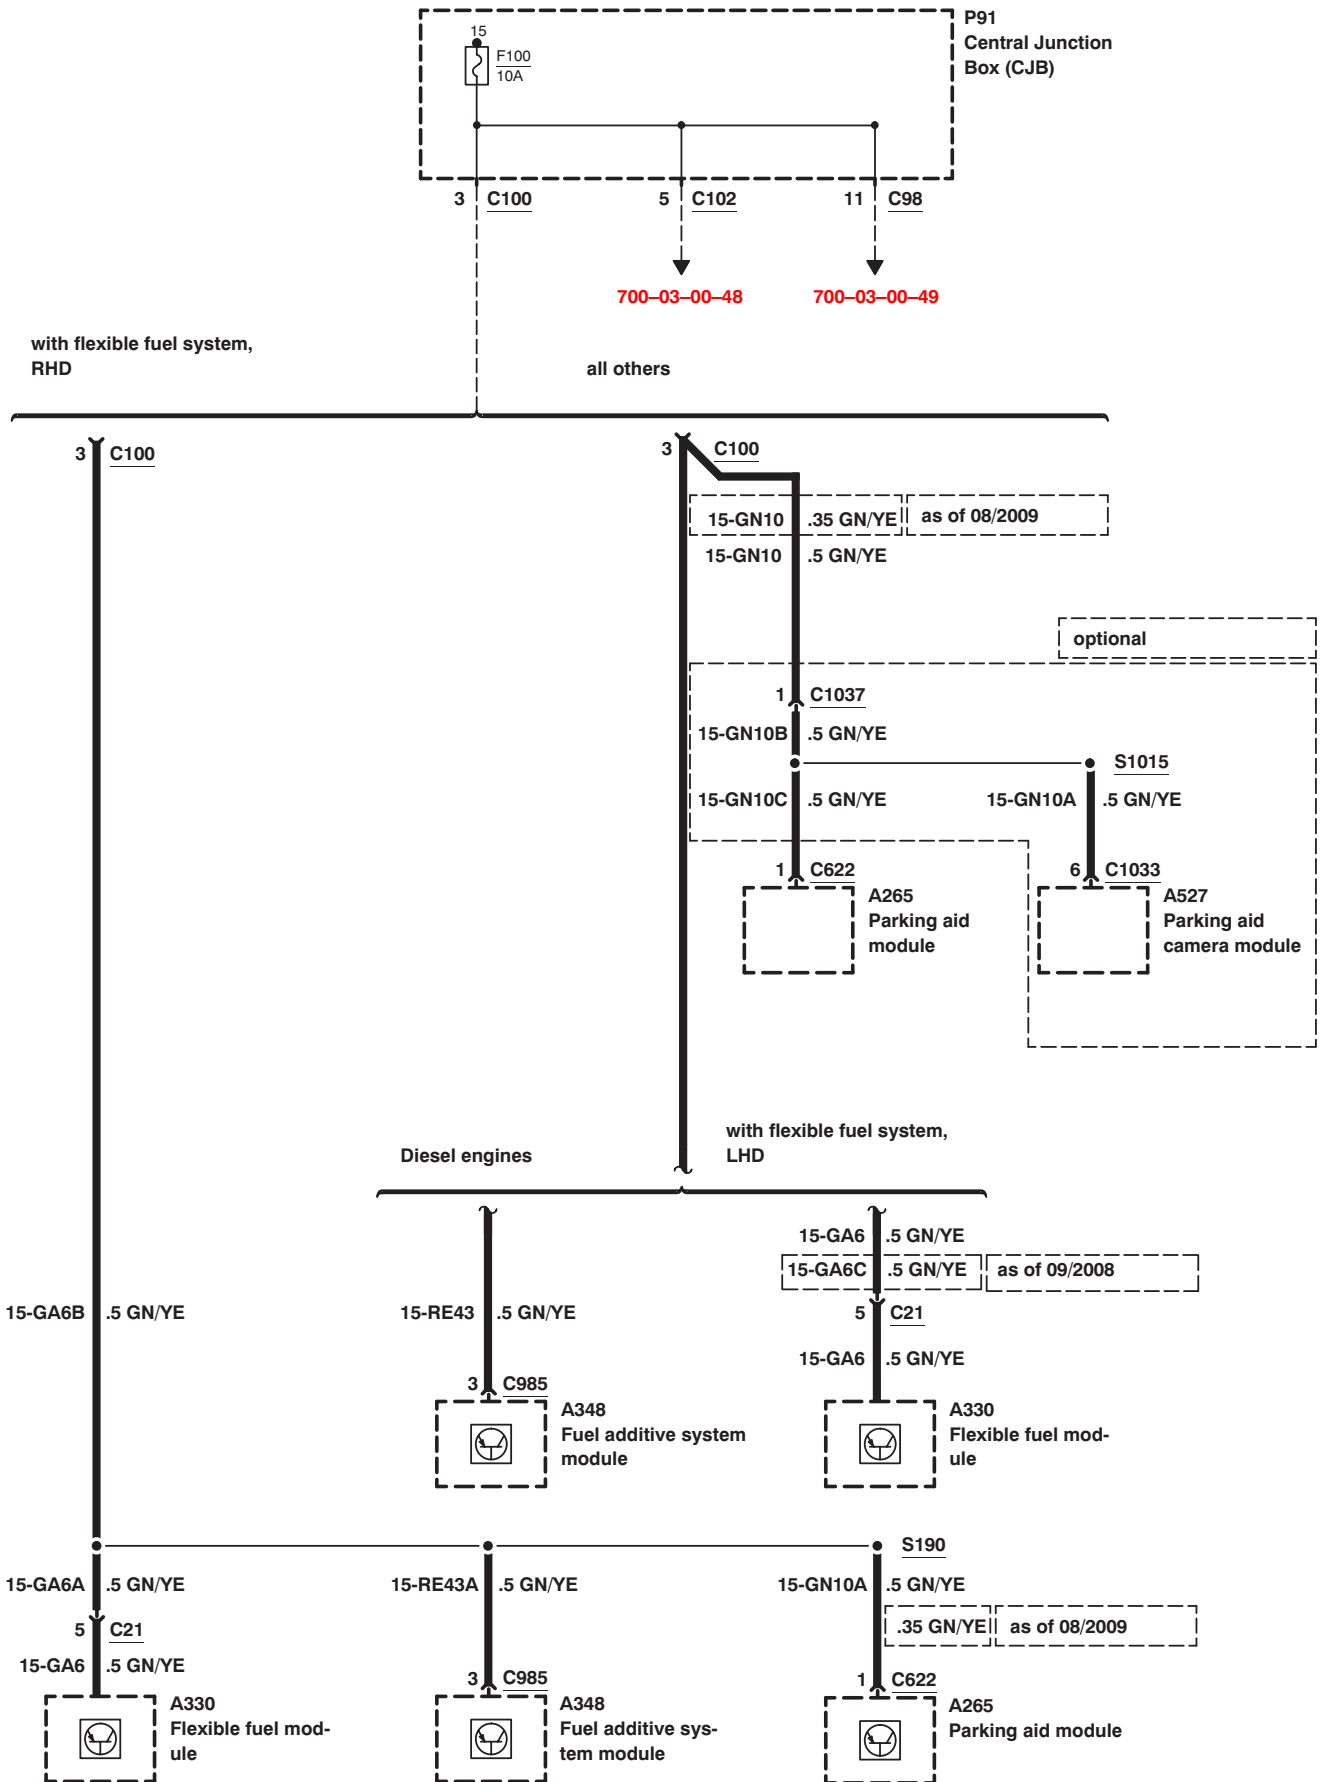 P91
Central Junction
Box (CJB)
15
F100
10A
3 C100
5 C102
11 C98
700–03–00–48
700–03–00–49
with flexible fuel system,
RHD
all others
3 C100
3 C100
15-GN10 .35 GN/YE as of 08/2009
15-GN10 .5 GN/YE
optional
1 C1037
15-GN10B .5 GN/YE
S1015
15-GN10C .5 GN/YE
15-GN10A .5 GN/YE
1 C622
6 C1033
A265
Parking aid
module
A527
Parking aid
camera module
Diesel engines
with flexible fuel system,
LHD
15-GA6 .5 GN/YE
15-GA6C .5 GN/YE as of 09/2008
15-GA6B .5 GN/YE
15-RE43 .5 GN/YE
5 C21
15-GA6 .5 GN/YE
3 C985
A348
Fuel additive system
module
A330
Flexible fuel mod-
ule
S190
15-GA6A .5 GN/YE
15-RE43A .5 GN/YE
15-GN10A .5 GN/YE
.35 GN/YE as of 08/2009
5 C21
15-GA6 .5 GN/YE
3 C985
1 C622
A330
Flexible fuel mod-
ule
A348
Fuel additive sys-
tem module
A265
Parking aid module